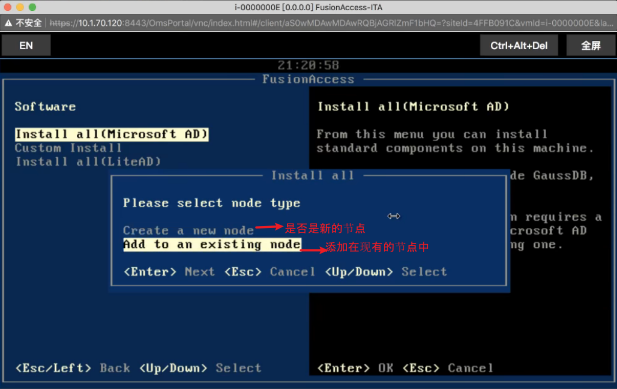 i-0000000E [0.0.0.0] FusionAccess-ITA
不安全 https://10.1.70.120:8443/OmsPortal/vnc/index.html#/client/aS0wMDAwMDAwRQBjAGRlZmF1bHQ=?siteId=4FFB091C&vmId=i-0000000E&la...
EN
Ctrl+Alt+Del
全屏
21:20:58
FusionAccess
Software
Install all(Microsoft AD)
Install all(Microsoft AD)
Custom Install
Install all(LiteAD)
From this menu you can install
standard components on this machine.
de GaussDB,
n requires a
crosoft AD
ng one.
Install all
Please select node type
Create a new node
是否是新的节点
Add to an existing node
添加在现有的节点中
<Enter> Next <Esc> Cancel <Up/Down> Select
<Esc/Left> Back <Up/Down> Select
<Enter> OK <Esc> Cancel